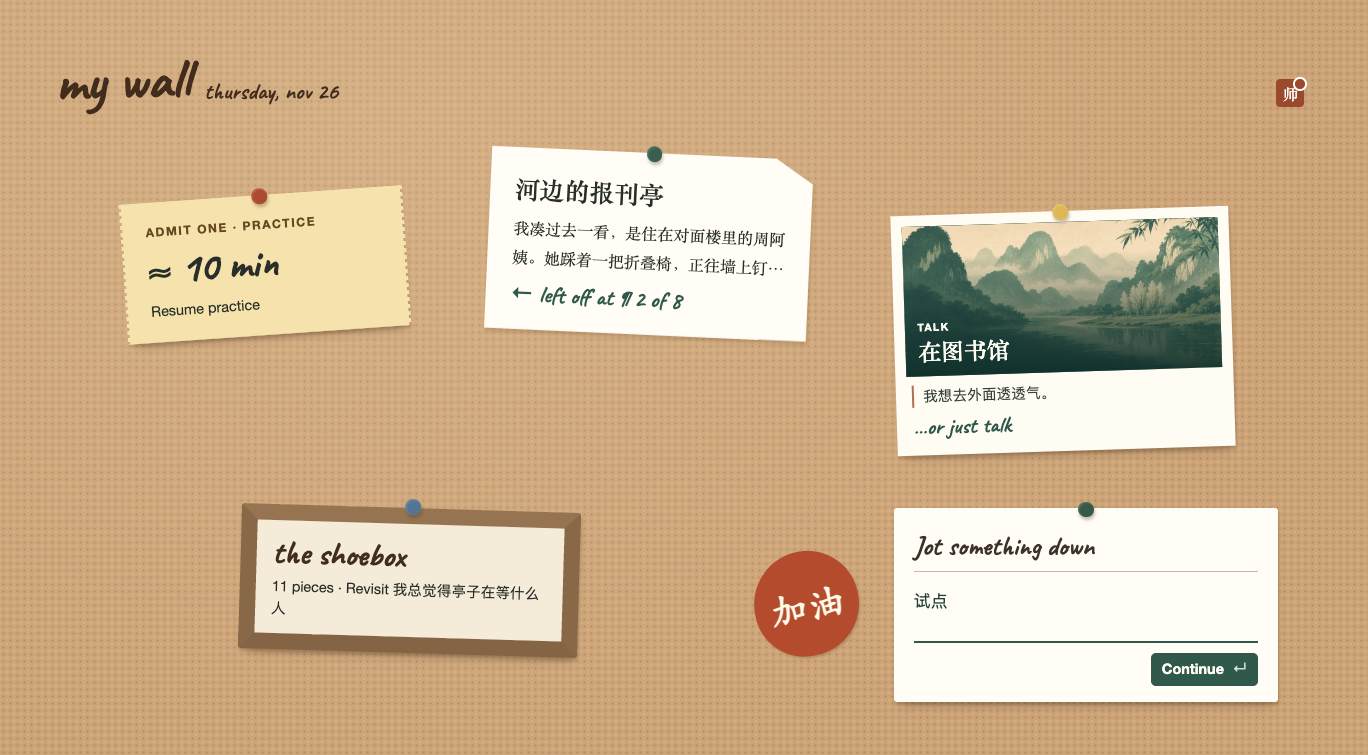 my wall
thursday, nov 26
师
ADMIT ONE · PRACTICE
≈ 10 min
Resume practice
河边的报刊亭
我凑过去一看，是住在对面楼里的周阿
姨。她踩着一把折叠椅，正往墙上钉…
← left off at ¶ 2 of 8
TALK
在图书馆
我想去外面透透气。
...or just talk
the shoebox
11 pieces · Revisit 我总觉得亭子在等什么
人
加油
Jot something down
试点
Continue ↵